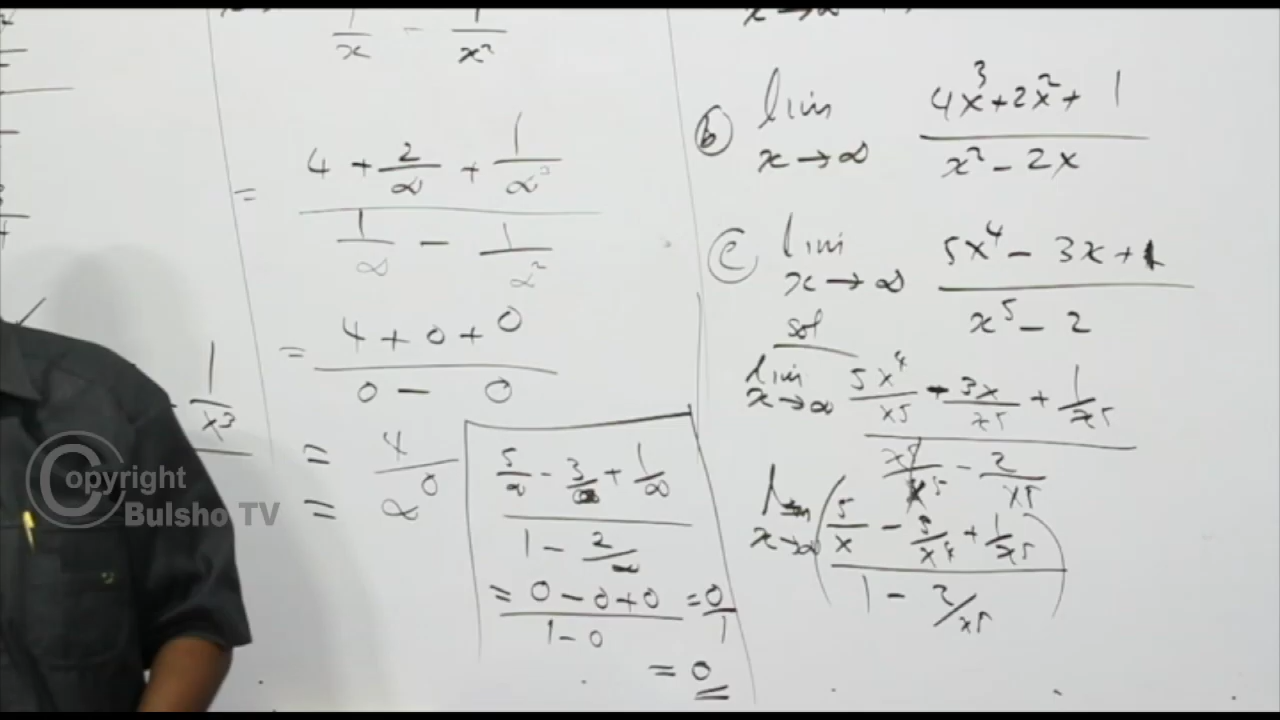 1/x - 1/x²
= (4 + 2/∞ + 1/∞²) / (1/∞ - 1/∞²)
= (4 + 0 + 0) / (0 - 0)
= 4/0
= ∞
1/x³
(5/∞ - 3/∞ + 1/∞) / (1 - 2/∞)
= (0 - 0 + 0) / (1 - 0) = 0/1
= 0
x→∞
(b) lim x→∞ (4x³ + 2x² + 1) / (x² - 2x)
(c) lim x→∞ (5x⁴ - 3x + 1) / (x⁵ - 2)
sol
lim x→∞ (5x⁴/x5 - 3x/x5 + 1/x5) / (x5/x5 - 2/x5)
lim x→∞ ((5/x - 3/x⁴ + 1/x5) / (1 - 2/x5))
Copyright
Bulsho TV